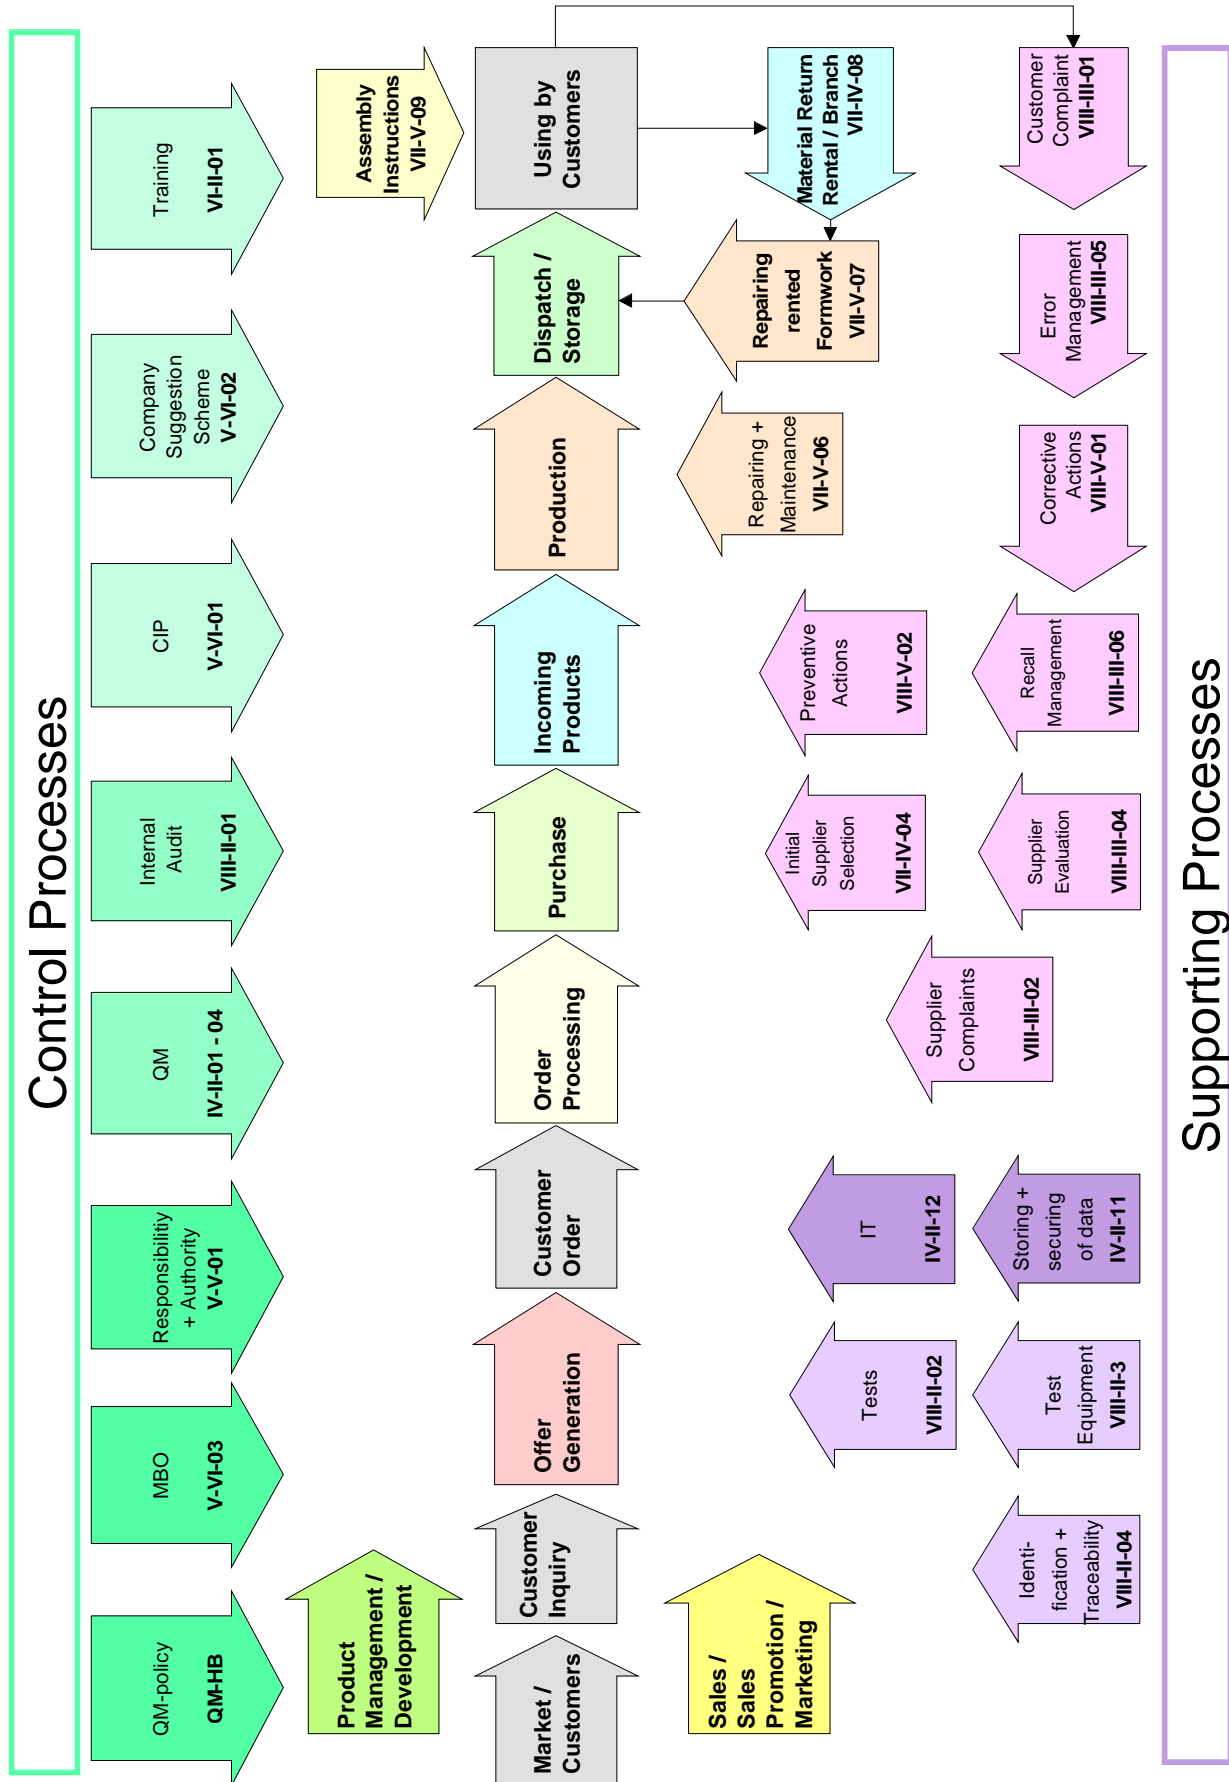 Control Processes
QM-policy
QM-HB
MBO
V-VI-03
Responsibilitiy
+ Authority
V-V-01
QM
IV-II-01 - 04
Internal
Audit
VIII-II-01
CIP
V-VI-01
Company
Suggestion
Scheme
V-VI-02
Training
VI-II-01
Product
Management /
Development
Assembly
Instructions
VII-V-09
Market /
Customers
Customer
Inquiry
Offer
Generation
Customer
Order
Order
Processing
Purchase
Incoming
Products
Production
Dispatch /
Storage
Using by
Customers
Sales /
Sales
Promotion /
Marketing
Repairing +
Maintenance
VII-V-06
Repairing
rented
Formwork
VII-V-07
Material Return
Rental / Branch
VII-IV-08
Tests
VIII-II-02
IT
IV-II-12
Supplier
Complaints
VIII-III-02
Initial
Supplier
Selection
VII-IV-04
Preventive
Actions
VIII-V-02
Identi-
fication +
Traceability
VIII-II-04
Test
Equipment
VIII-II-3
Storing +
securing
of data
IV-II-11
Supplier
Evaluation
VIII-III-04
Recall
Management
VIII-III-06
Corrective
Actions
VIII-V-01
Error
Management
VIII-III-05
Customer
Complaint
VIII-III-01
Supporting Processes